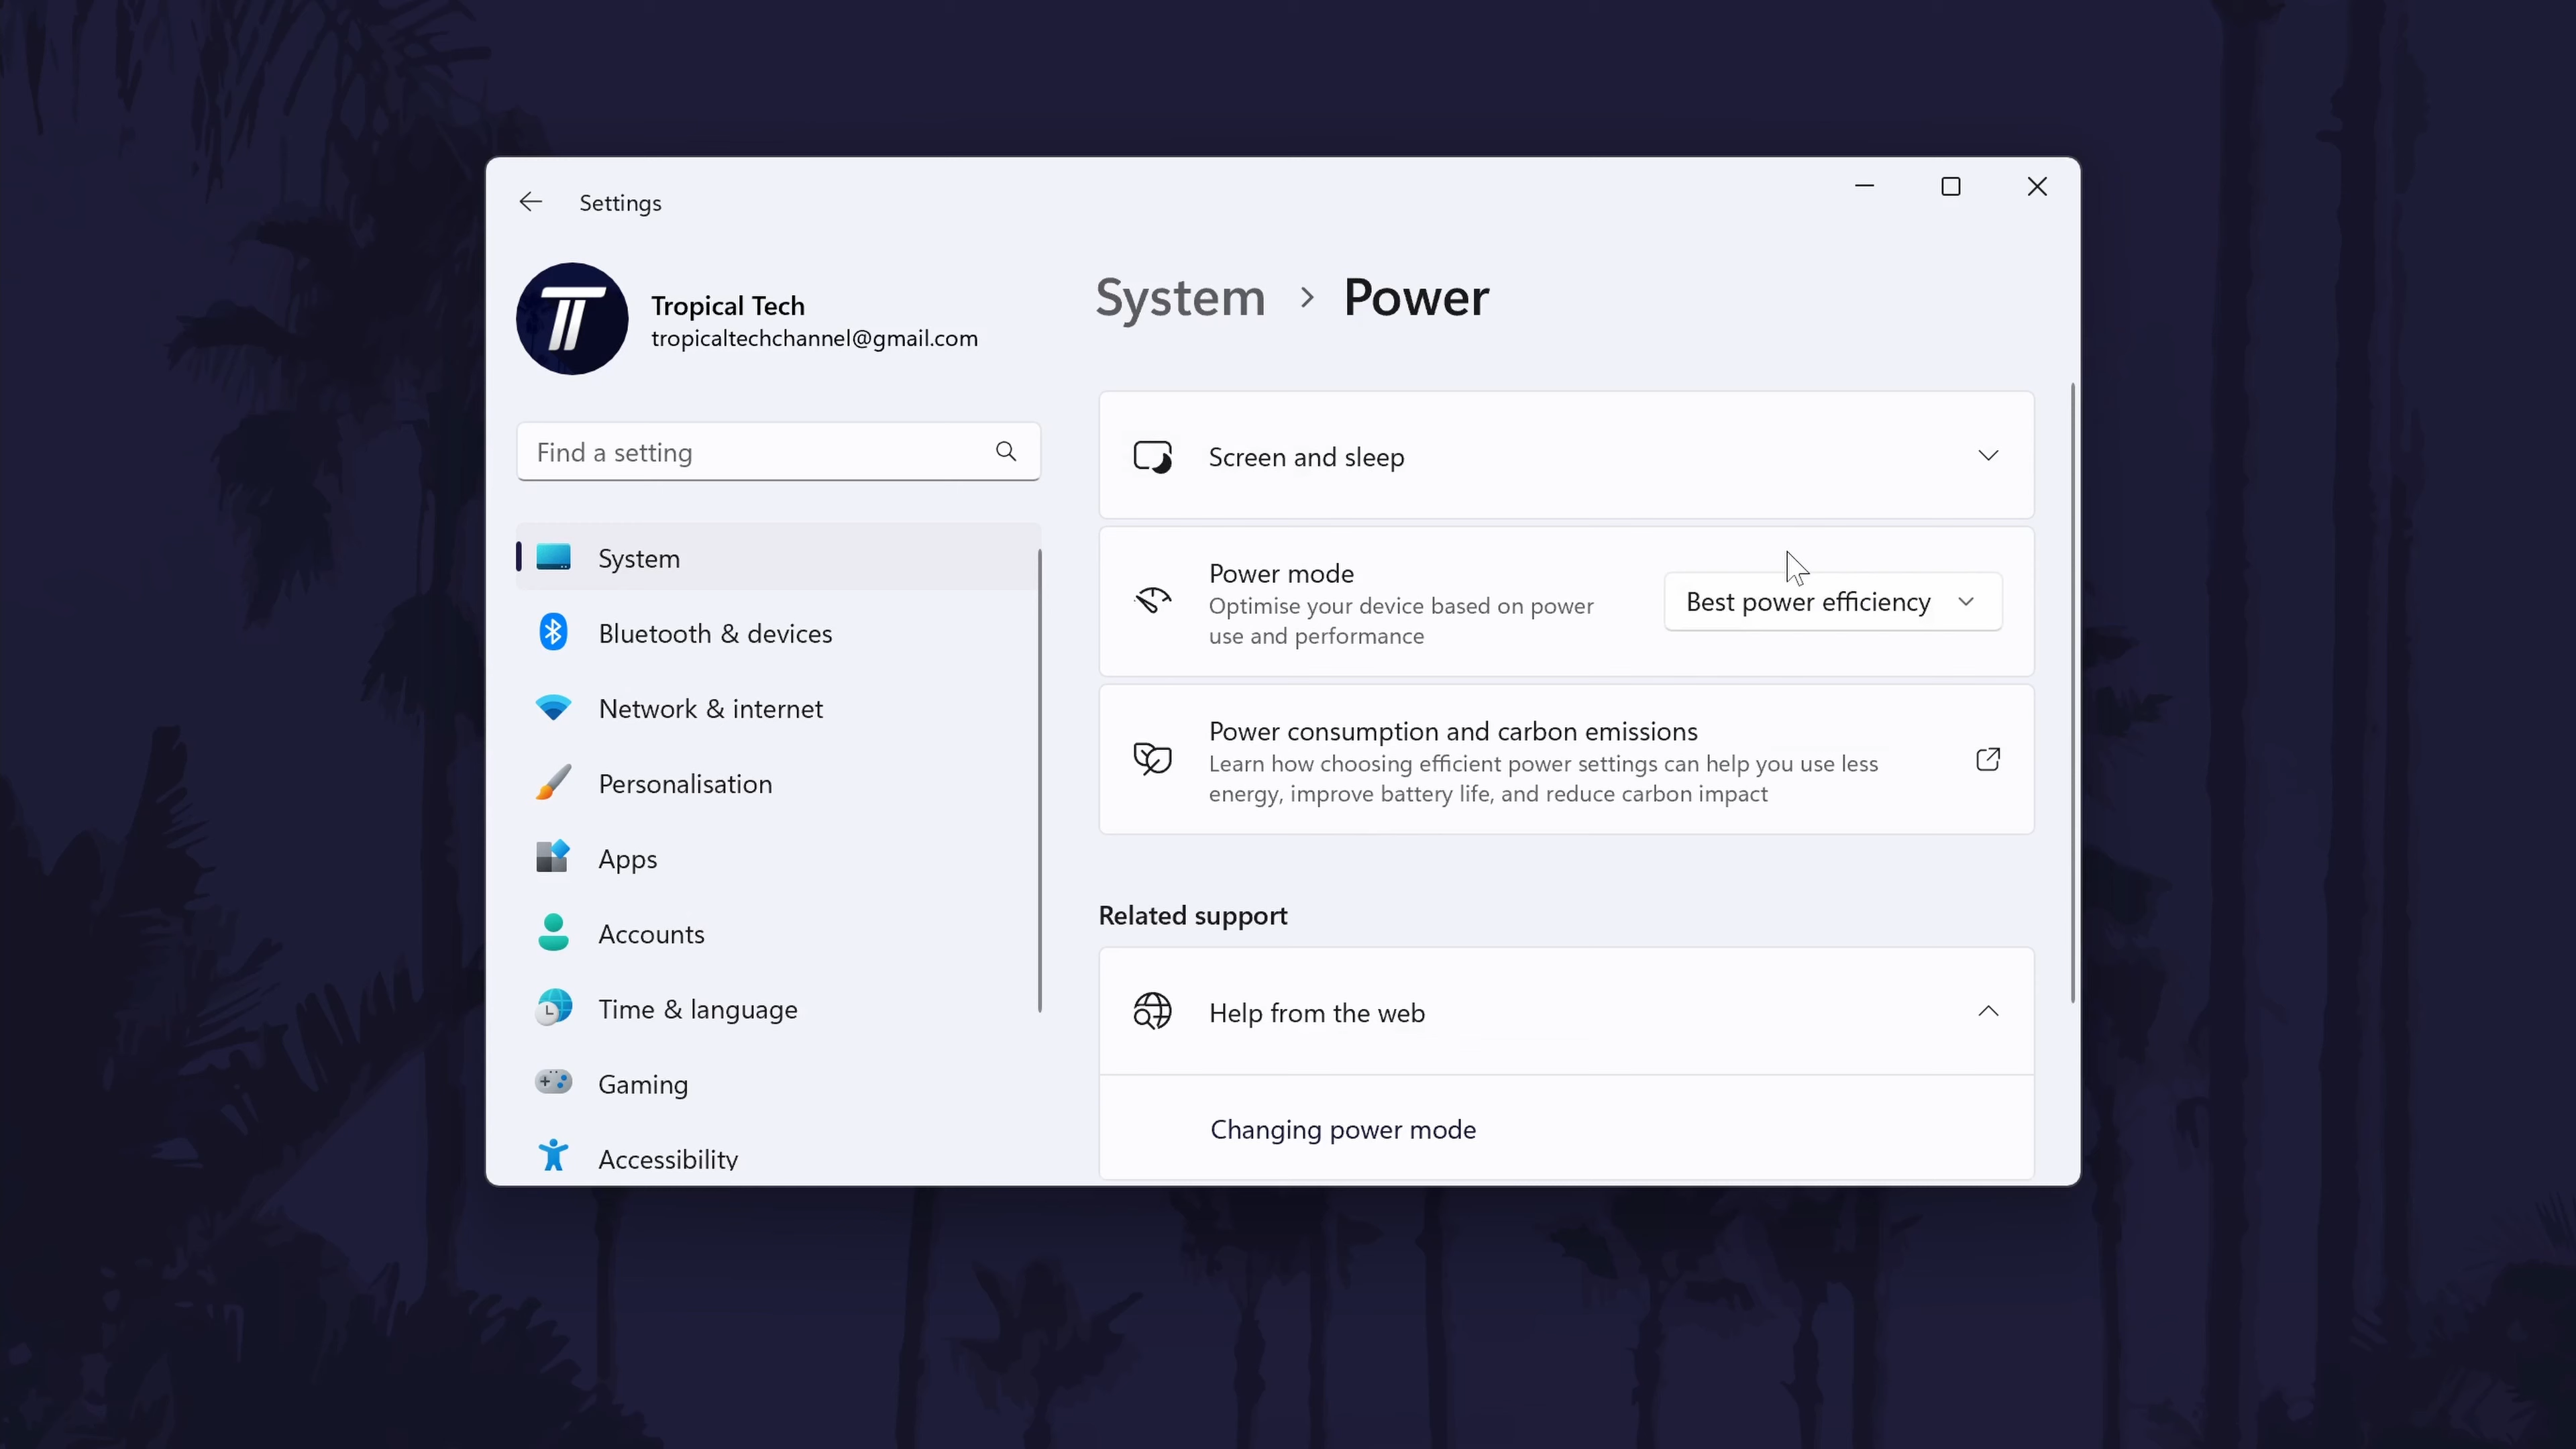 Settings
Tropical Tech
tropicaltechchannel@gmail.com
Find a setting
System
Bluetooth & devices
Network & internet
Personalisation
Apps
Accounts
Time & language
Gaming
Accessibility
System > Power
Screen and sleep
Power mode
Optimise your device based on power
use and performance
Best power efficiency
Power consumption and carbon emissions
Learn how choosing efficient power settings can help you use less
energy, improve battery life, and reduce carbon impact
Related support
Help from the web
Changing power mode